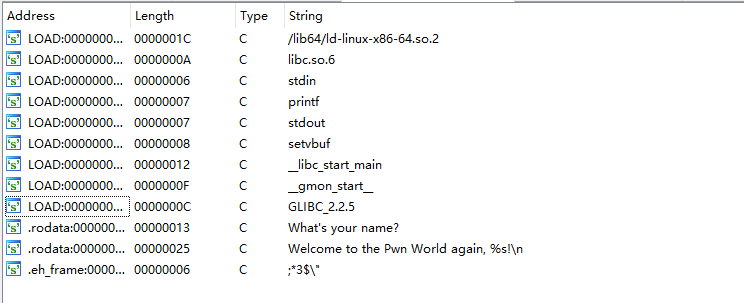 Address Length Type String
LOAD:0000000... 0000001C C /lib64/ld-linux-x86-64.so.2
LOAD:0000000... 0000000A C libc.so.6
LOAD:0000000... 00000006 C stdin
LOAD:0000000... 00000007 C printf
LOAD:0000000... 00000007 C stdout
LOAD:0000000... 00000008 C setvbuf
LOAD:0000000... 00000012 C __libc_start_main
LOAD:0000000... 0000000F C __gmon_start__
LOAD:0000000... 0000000C C GLIBC_2.2.5
.rodata:000000... 00000013 C What's your name?
.rodata:000000... 00000025 C Welcome to the Pwn World again, %s!\n
.eh_frame:0000... 00000006 C ;*3$\"